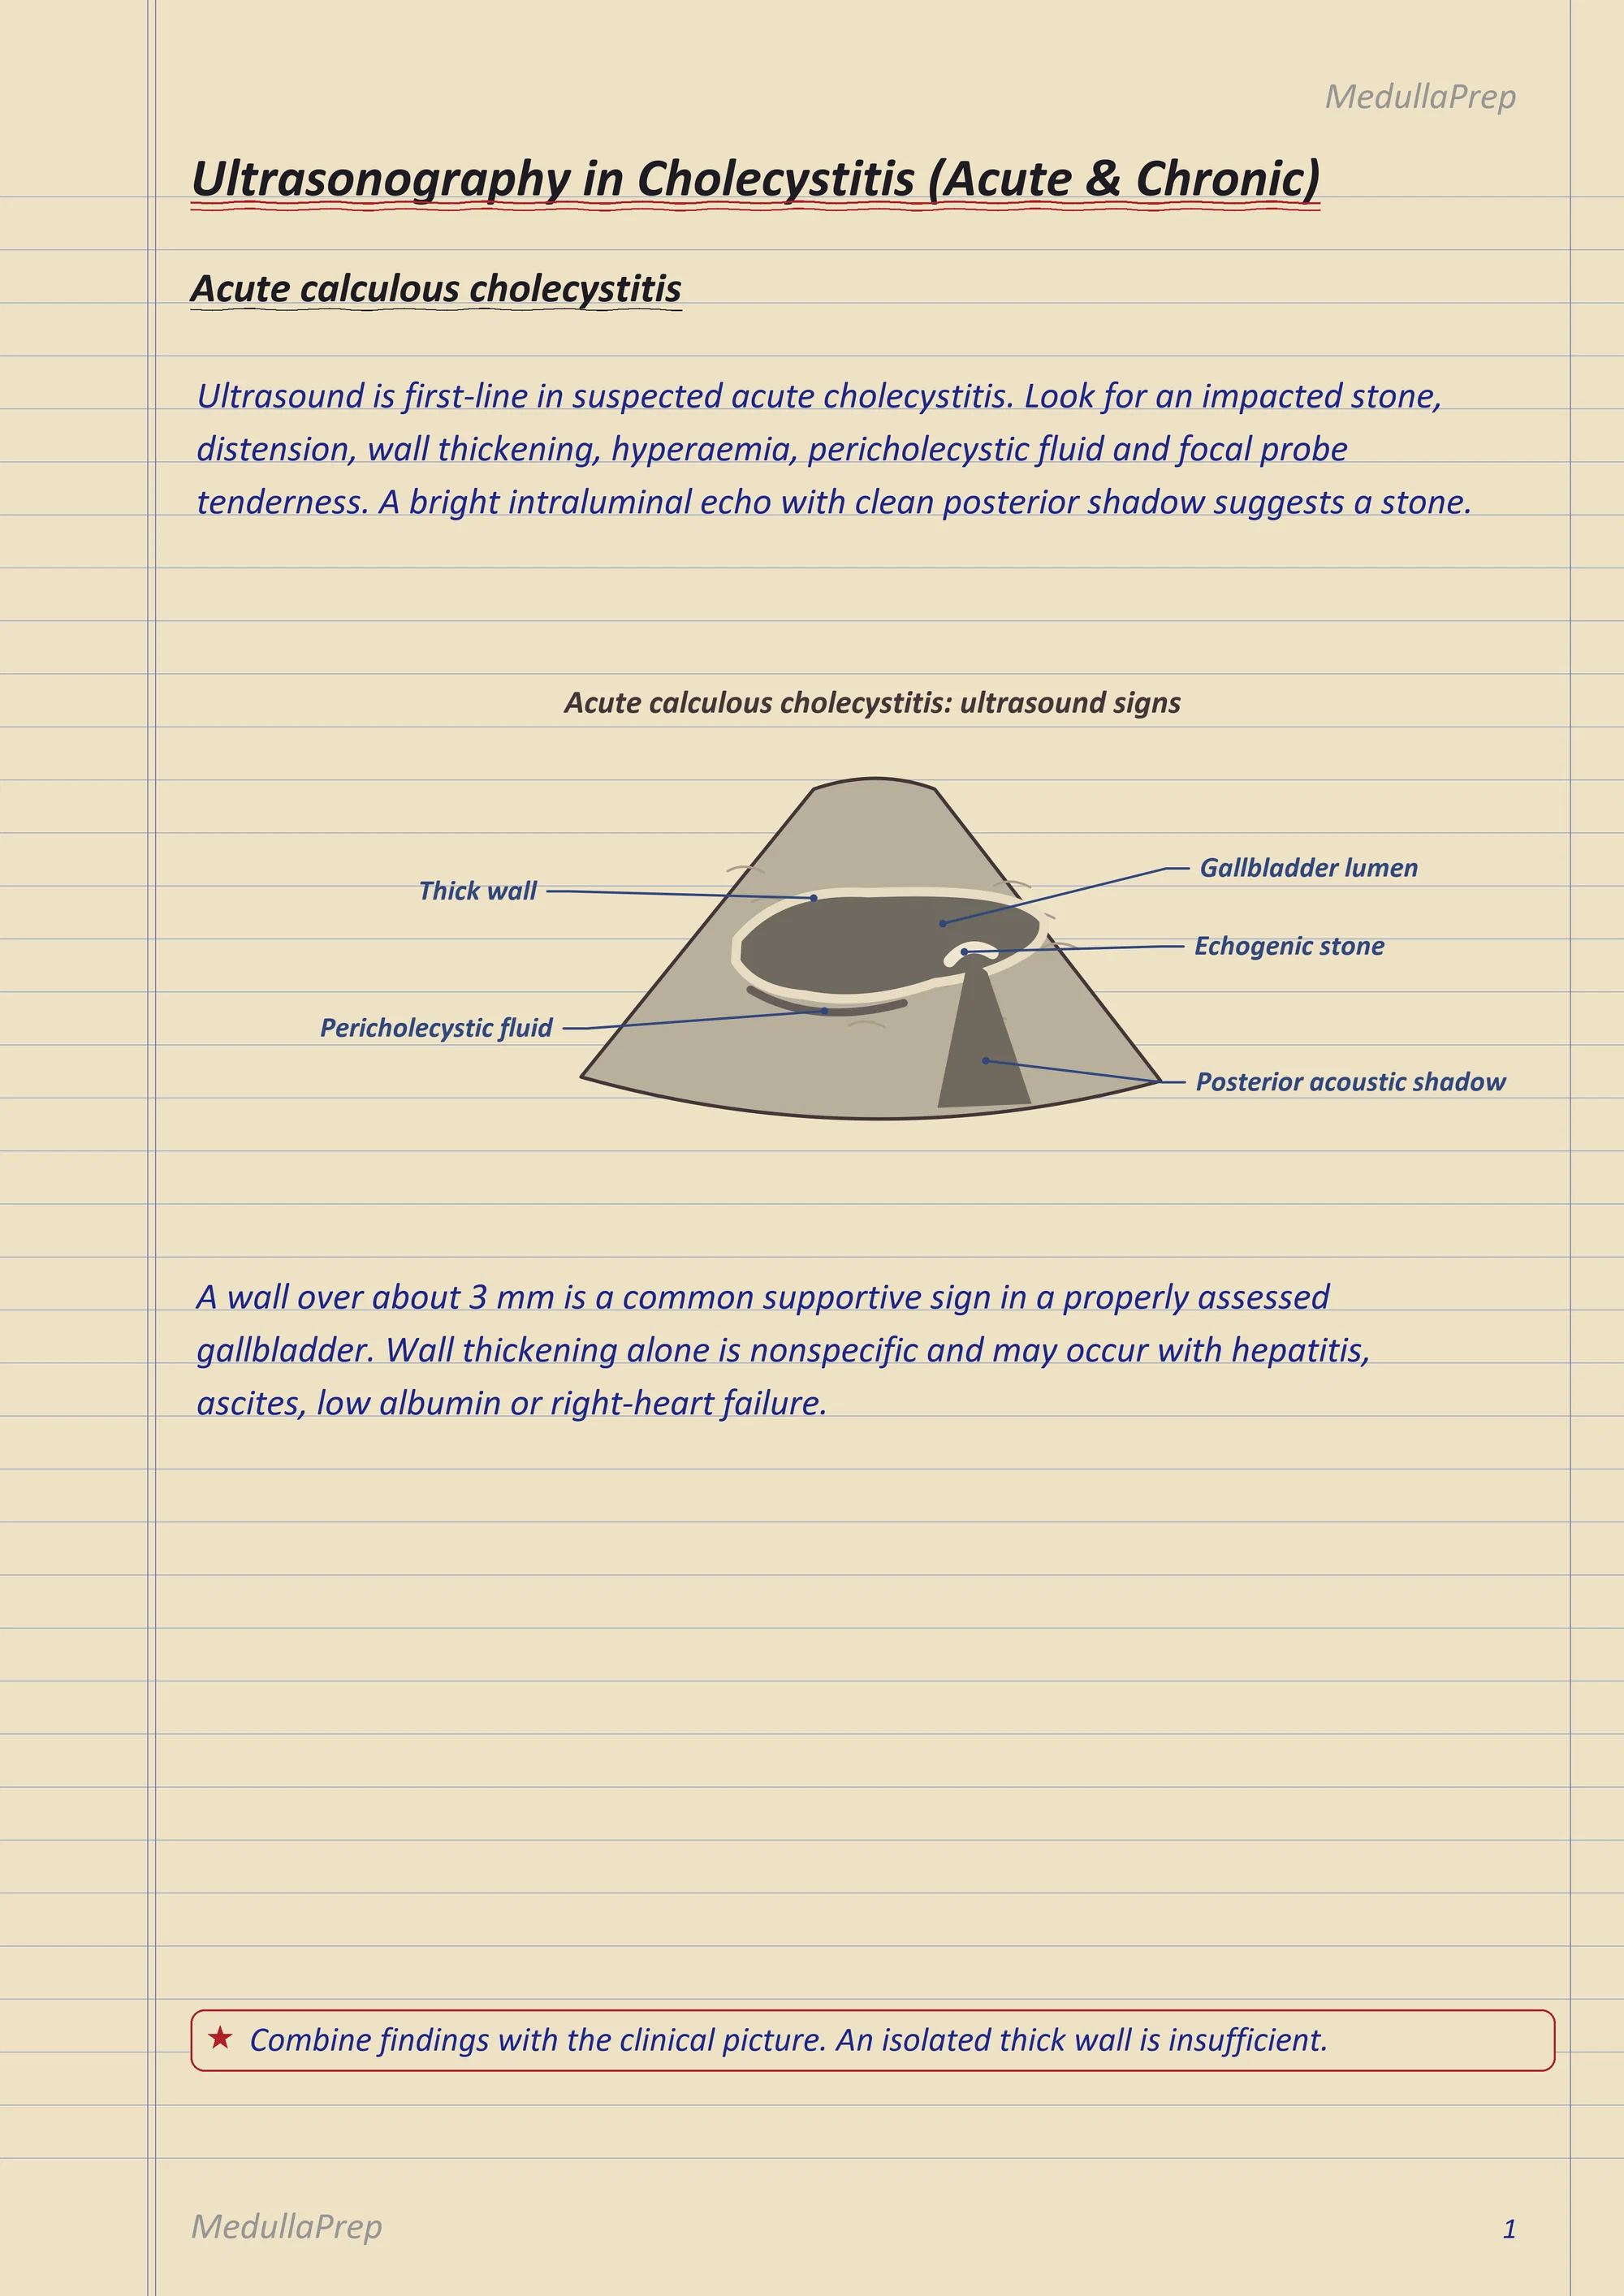 MedullaPrep
Ultrasonography in Cholecystitis (Acute & Chronic)
Acute calculous cholecystitis
Ultrasound is first-line in suspected acute cholecystitis. Look for an impacted stone,
distension, wall thickening, hyperaemia, pericholecystic fluid and focal probe
tenderness. A bright intraluminal echo with clean posterior shadow suggests a stone.
Acute calculous cholecystitis: ultrasound signs
Gallbladder lumen
Thick wall
Echogenic stone
Pericholecystic fluid
Posterior acoustic shadow
A wall over about 3 mm is a common supportive sign in a properly assessed
gallbladder. Wall thickening alone is nonspecific and may occur with hepatitis,
ascites, low albumin or right-heart failure.
★ Combine findings with the clinical picture. An isolated thick wall is insufficient.
MedullaPrep
1